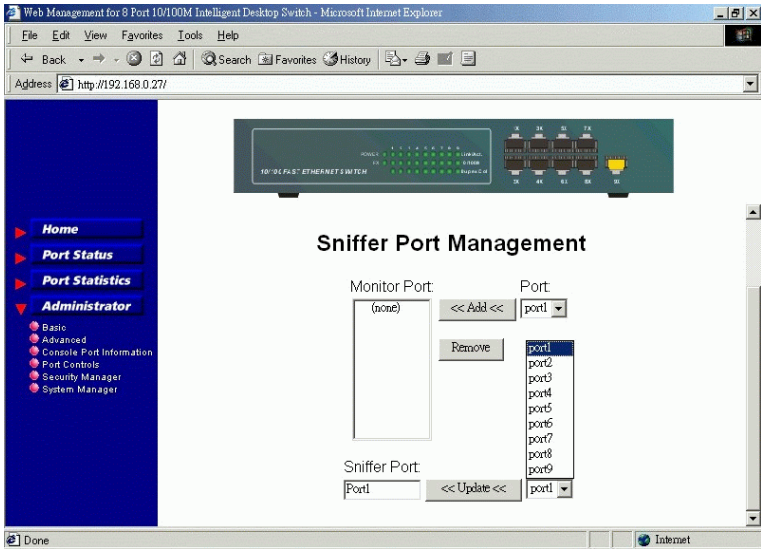 Web Management for 8 Port 10/100M Intelligent Desktop Switch - Microsoft Internet Explorer
File Edit View Favorites Tools Help
Back Search Favorites History
Address http://192.168.0.27/
POWER
10/100 FAST ETHERNET SWITCH
Home
Port Status
Port Statistics
Administrator
Basic
Advanced
Console Port Information
Port Controls
Security Manager
System Manager
Sniffer Port Management
Monitor Port: Port:
(none) << Add << port1
Remove
port1
port2
port3
port4
port5
port6
port7
port8
port9
Sniffer Port:
Port1 << Update << port1
Done Internet